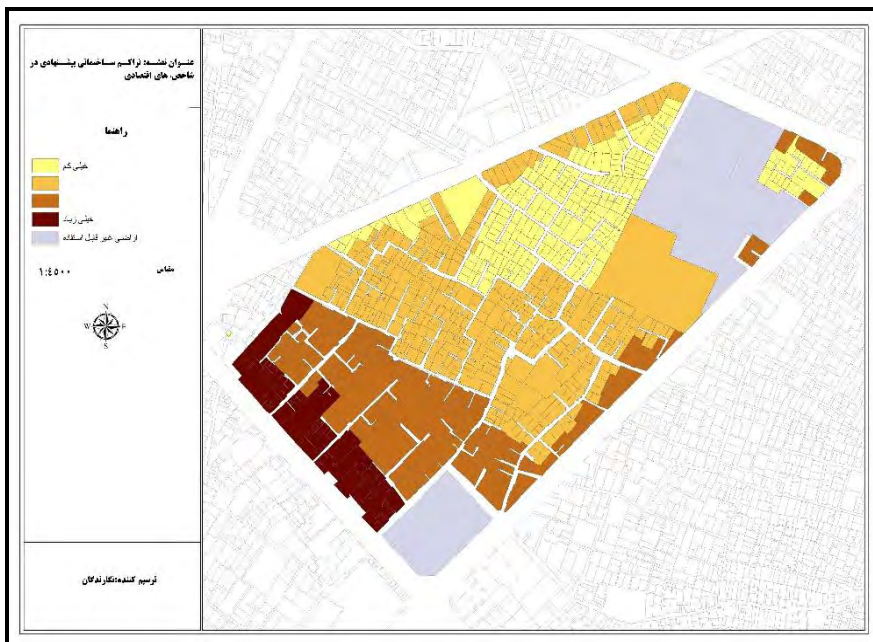 عنوان نقشه: تراکم ساختمانی پیشنهادی در
شاخص های اقتصادی
راهنما
خیلی کم
خیلی زیاد
اراضی غیر قابل استفاده
مقیاس
۱:٤٥٠٠
N
W E
S
ترسیم کننده:نگارندگان